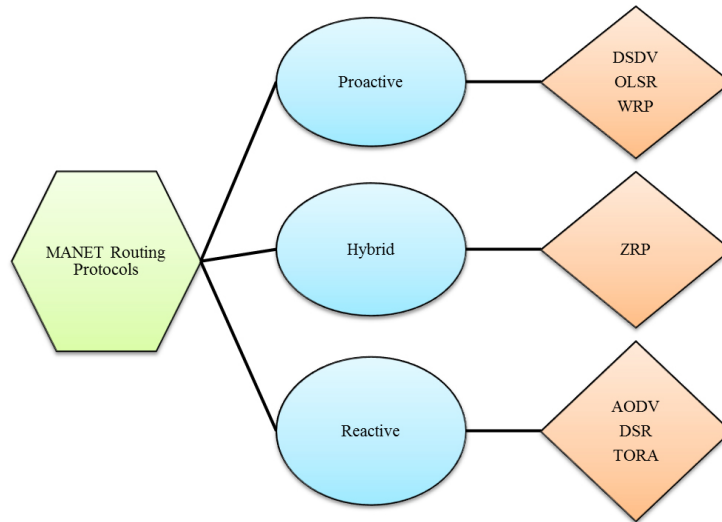 MANET Routing
Protocols
Proactive
DSDV
OLSR
WRP
Hybrid
ZRP
Reactive
AODV
DSR
TORA